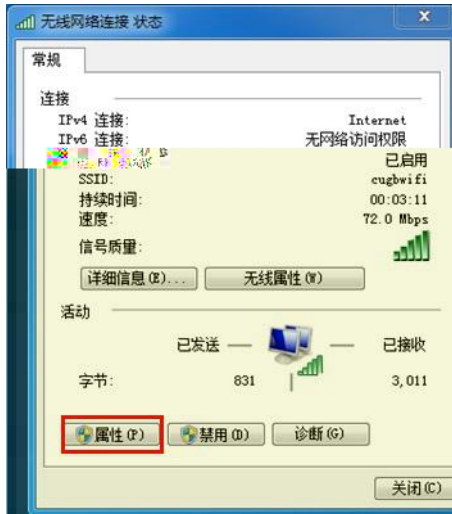 无线网络连接 状态
常规
连接
IPv4 连接: Internet
IPv6 连接: 无网络访问权限
已启用
SSID: cugbwifi
持续时间: 00:03:11
速度: 72.0 Mbps
信号质量:
详细信息(E)... 无线属性(W)
活动
已发送 — — 已接收
字节: 831 3,011
属性(P) 禁用(D) 诊断(G)
关闭(C)